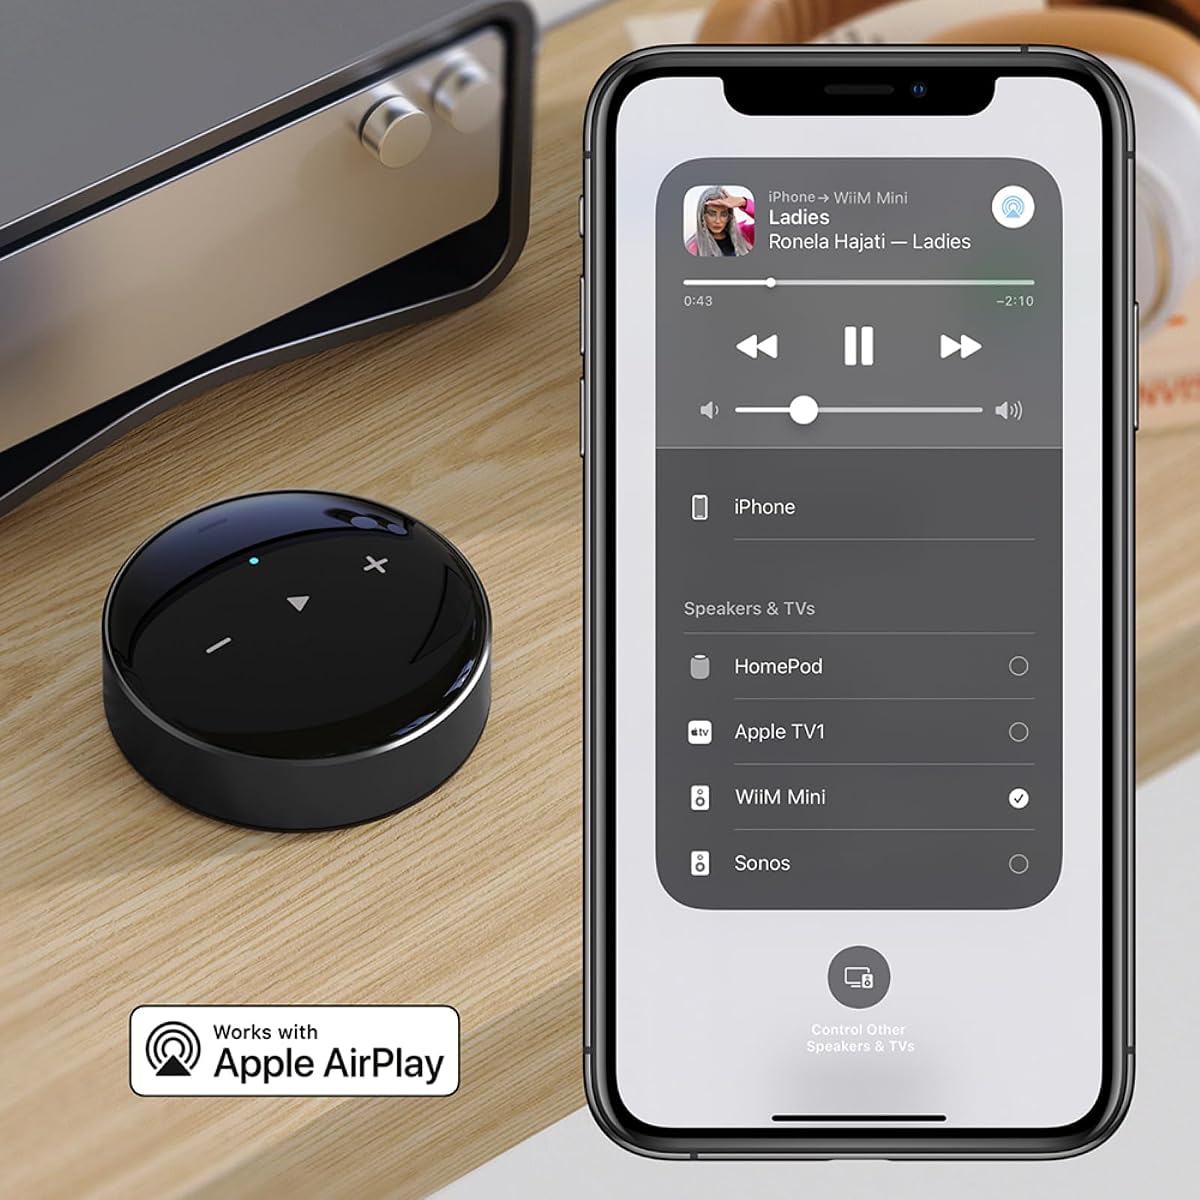 iPhone → WiiM Mini
Ladies
Ronela Hajati — Ladies
0:43
−2:10
iPhone
Speakers & TVs
HomePod
tv
Apple TV1
WiiM Mini
Sonos
Control Other
Speakers & TVs
Works with
Apple AirPlay